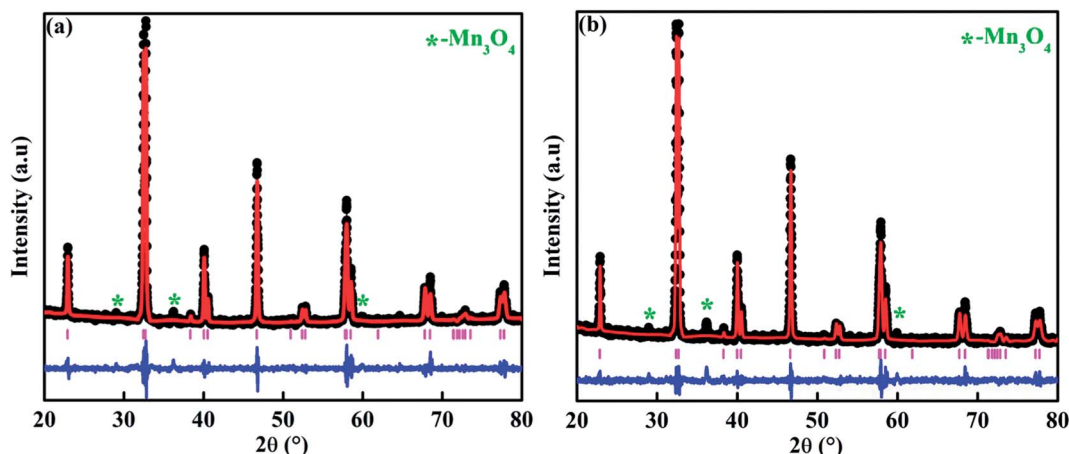 (a)
*-Mn₃O₄
*
*
*
Intensity (a.u)
20 30 40 50 60 70 80
2θ (°)
(b)
*-Mn₃O₄
*
*
*
Intensity (a.u)
20 30 40 50 60 70 80
2θ (°)